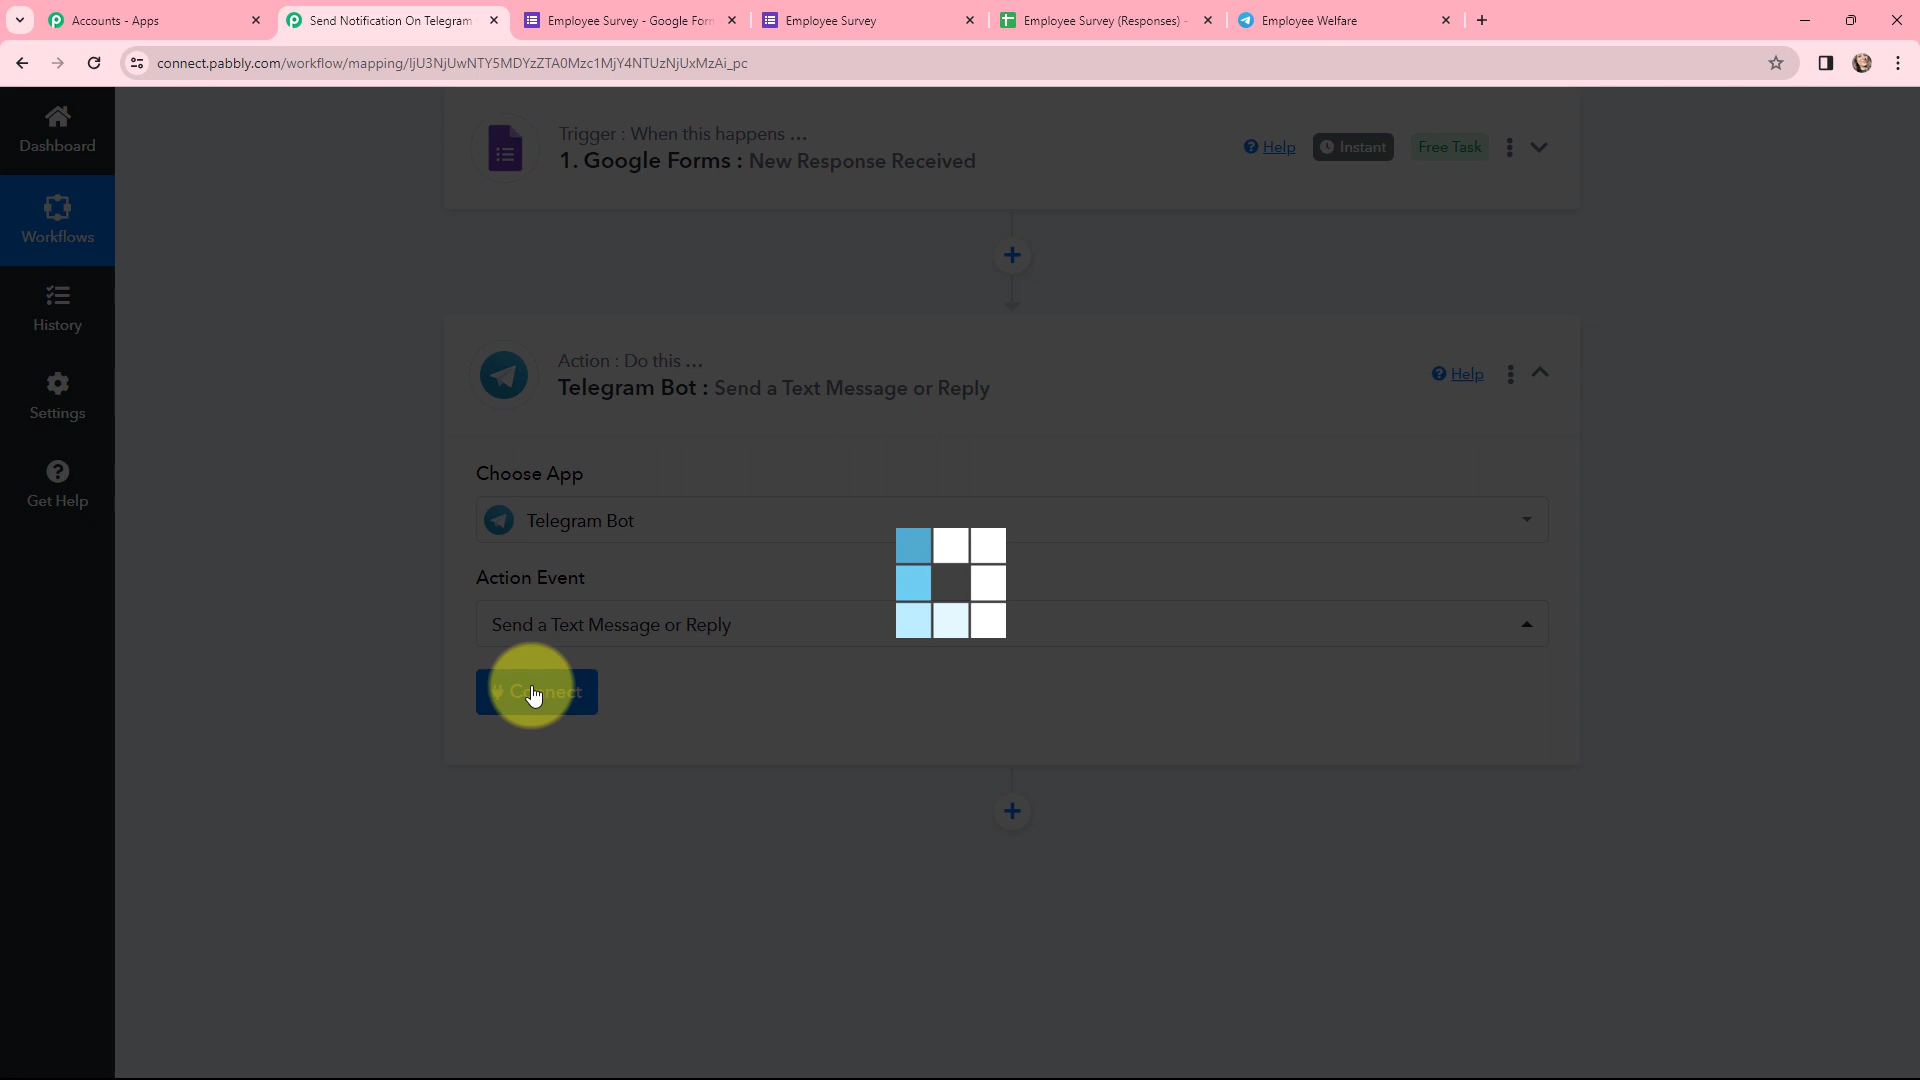 Accounts - Apps
Send Notification On Telegram
Employee Survey - Google Form
Employee Survey
Employee Survey (Responses) -
Employee Welfare
connect.pabbly.com/workflow/mapping/IjU3NjUwNTY5MDYzZTA0Mzc1MjY4NTUzNjUxMzAi_pc
Dashboard
Workflows
History
Settings
Get Help
Trigger : When this happens ...
1. Google Forms : New Response Received
Help
Instant
Free Task
Action : Do this ...
Telegram Bot : Send a Text Message or Reply
Help
Choose App
Telegram Bot
Action Event
Send a Text Message or Reply
Connect